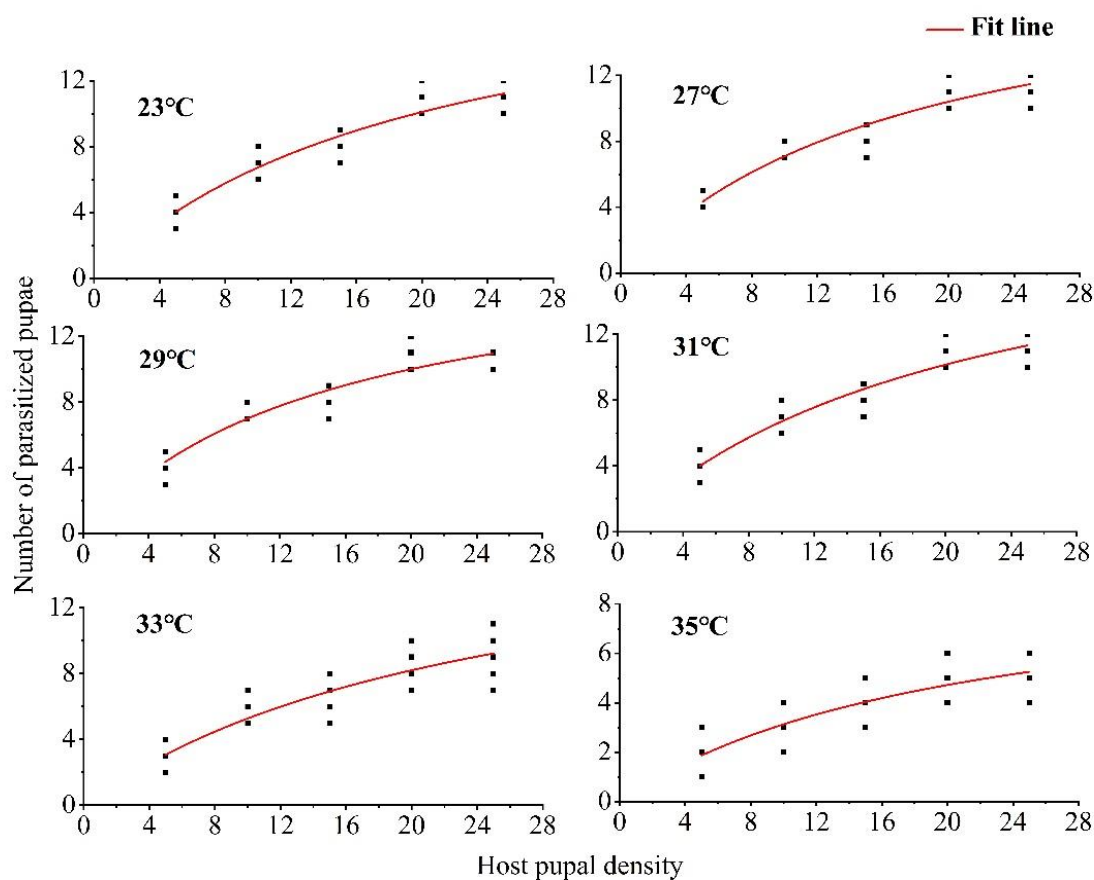 Fit line
Number of parasitized pupae
23°C
12
8
4
0
0 4 8 12 16 20 24 28
27°C
12
8
4
0
0 4 8 12 16 20 24 28
29°C
12
8
4
0
0 4 8 12 16 20 24 28
31°C
12
8
4
0
0 4 8 12 16 20 24 28
33°C
12
8
4
0
0 4 8 12 16 20 24 28
35°C
8
6
4
2
0
0 4 8 12 16 20 24 28
Host pupal density